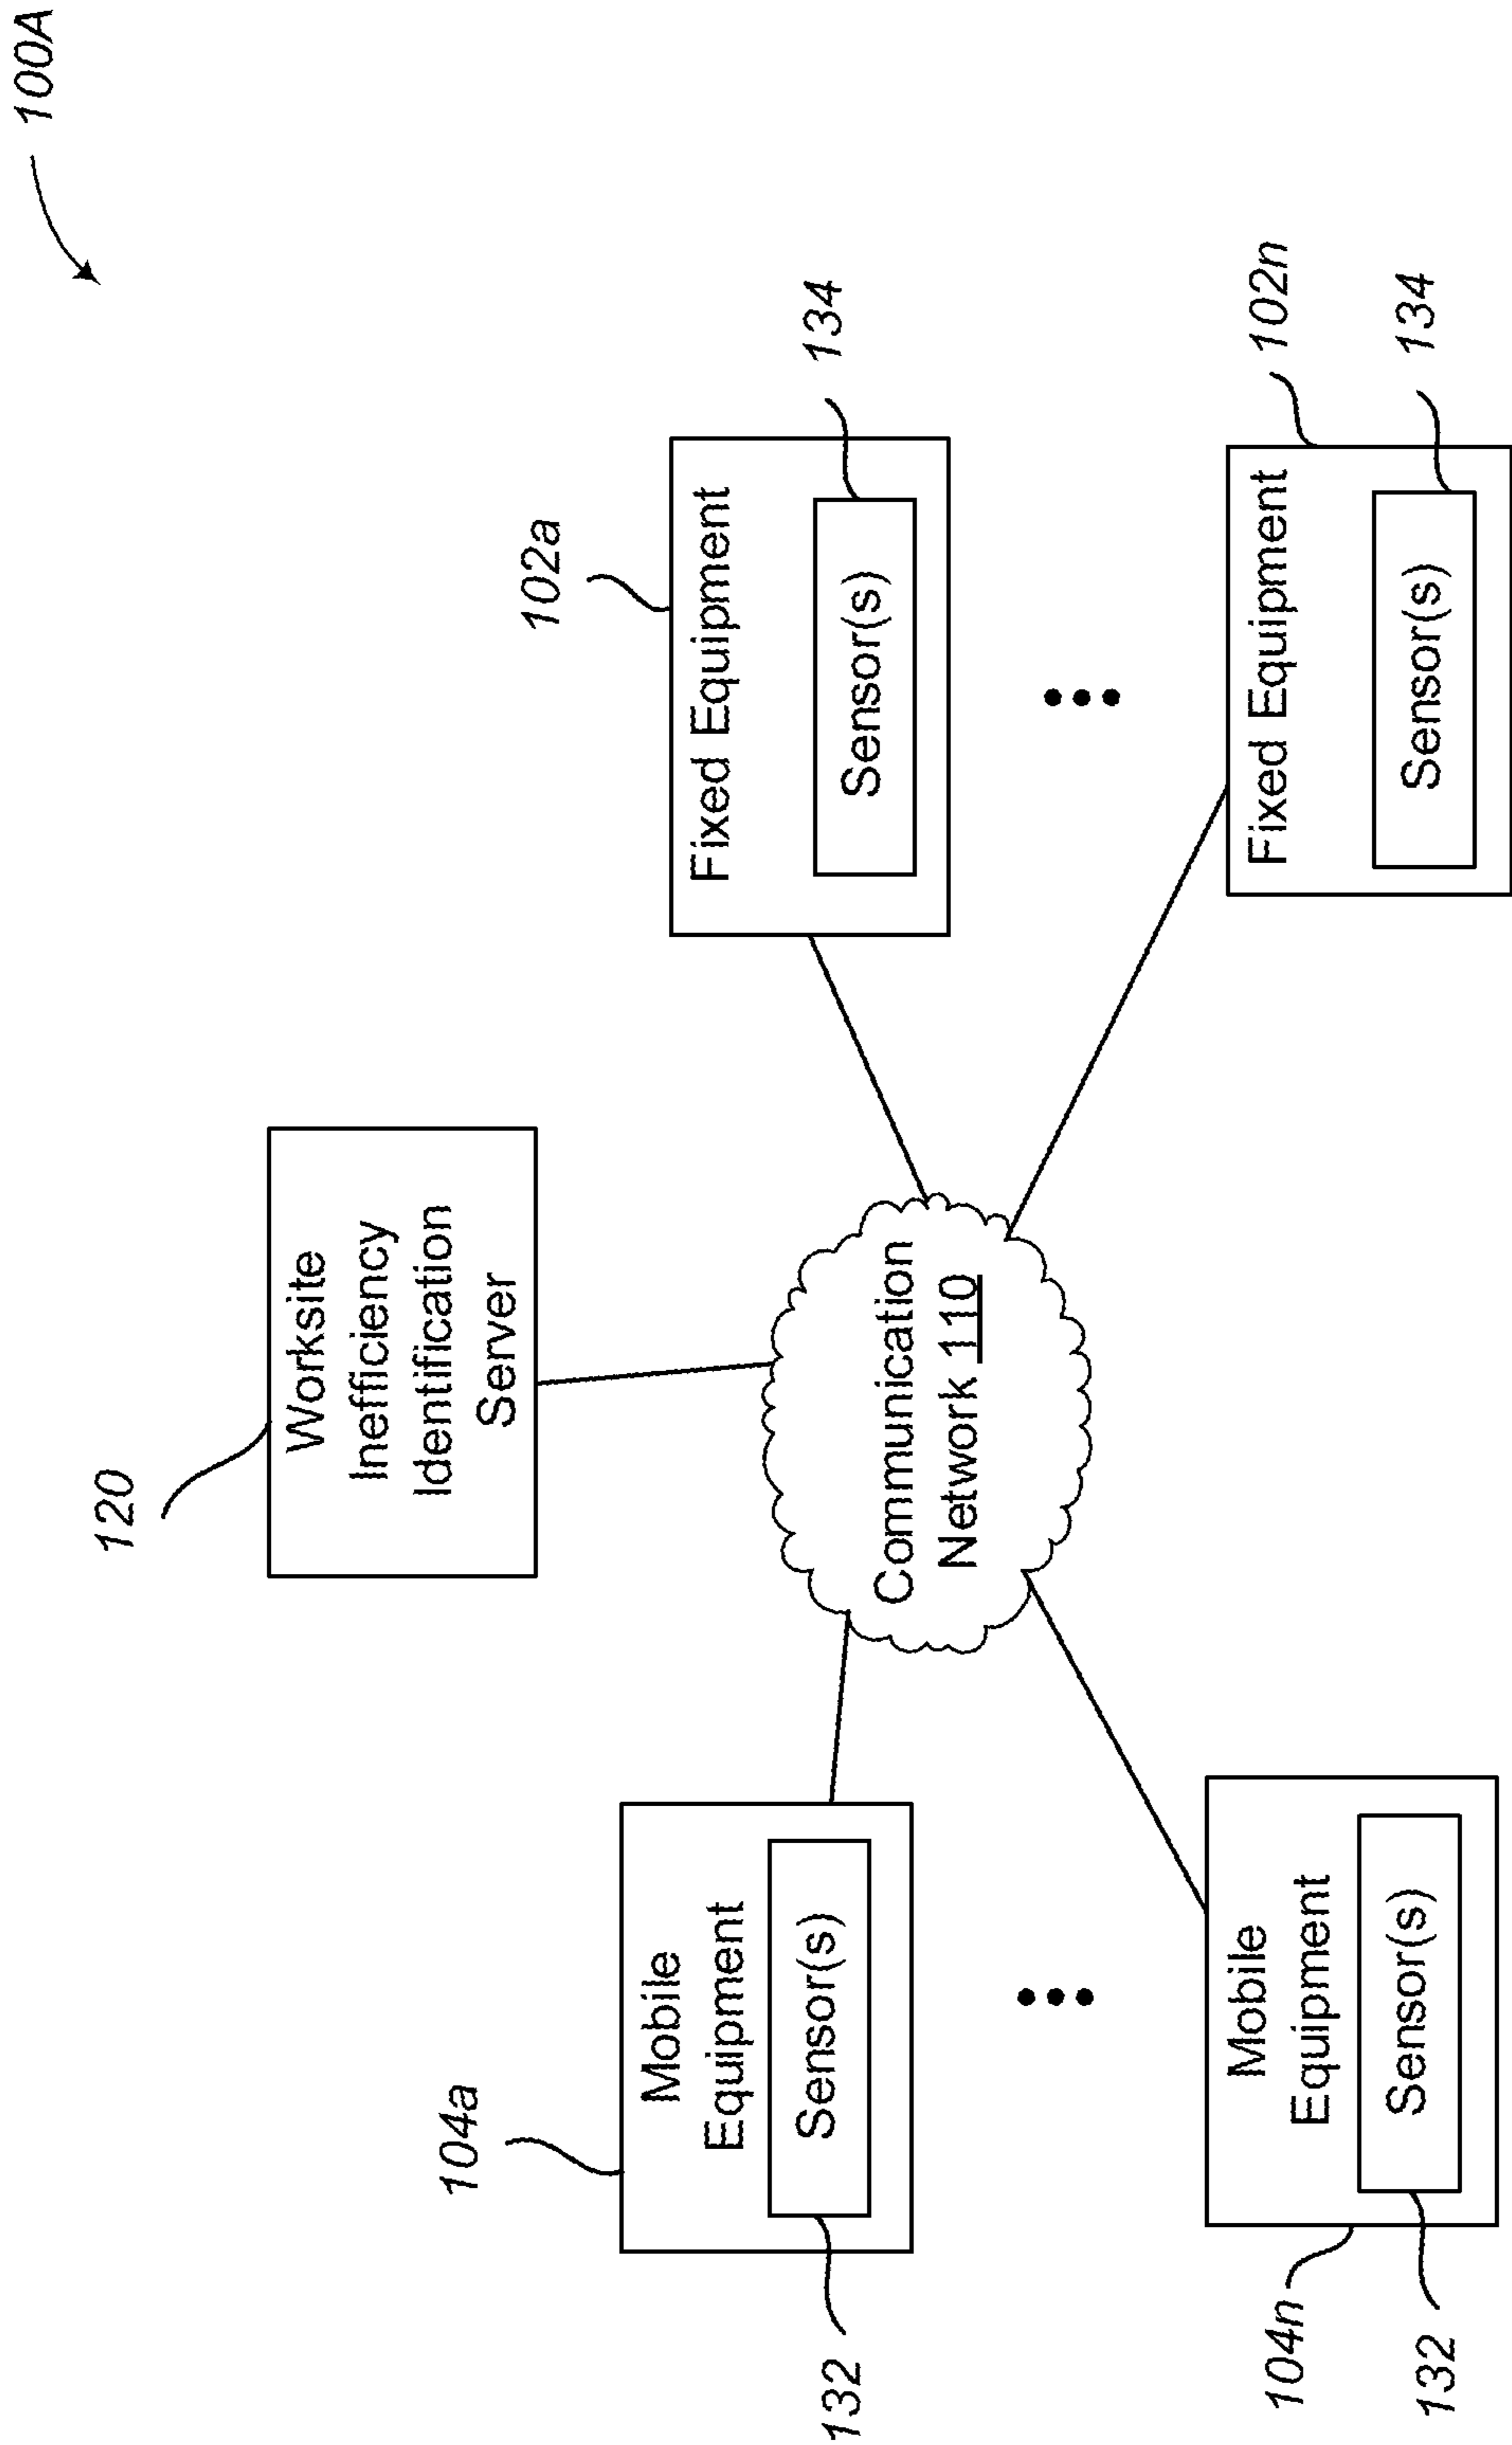 100A
120
Worksite
Inefficiency
Identification
Server
104a
Mobile
Equipment
Sensor(s)
132
102a
Fixed Equipment
Sensor(s)
134
Communication
Network 110
104n
Mobile
Equipment
Sensor(s)
132
102n
Fixed Equipment
Sensor(s)
134